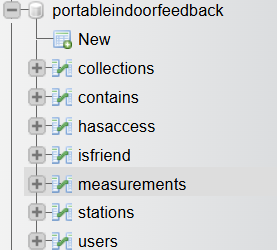 portableindoorfeedback
New
collections
contains
hasaccess
isfriend
measurements
stations
users